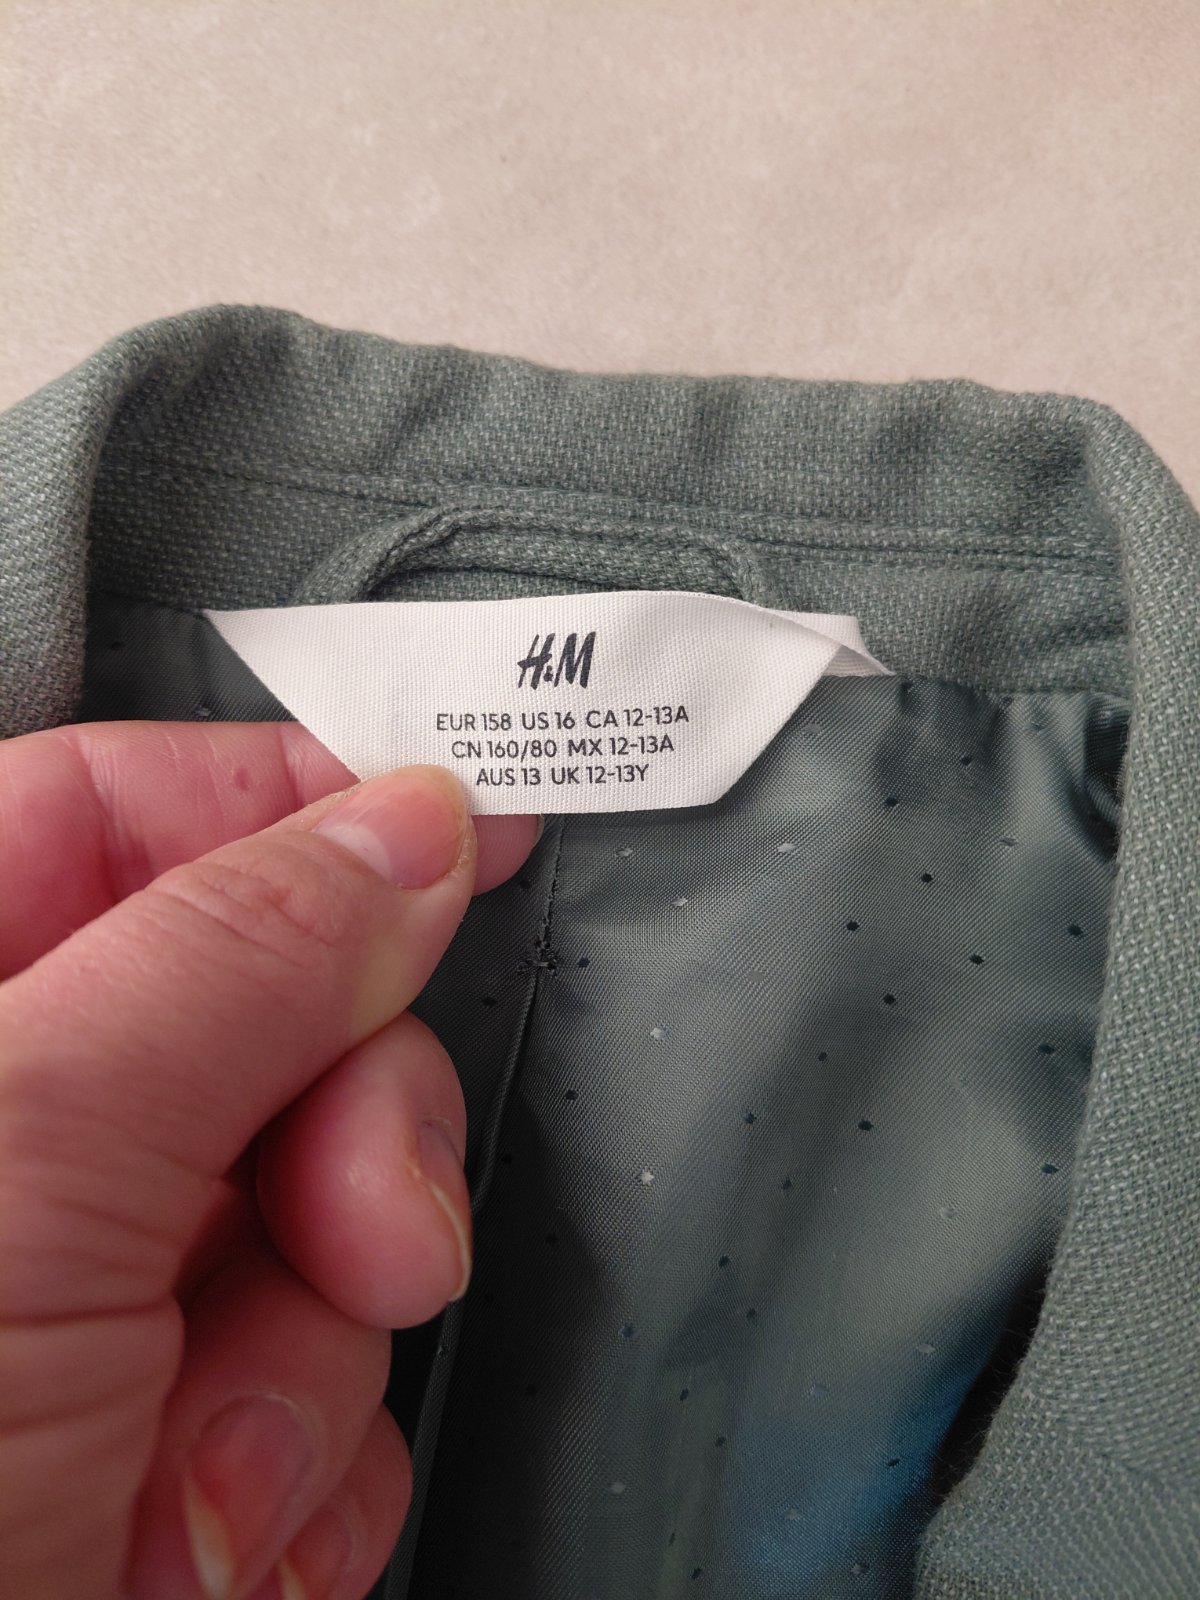 H&M
EUR 158 US 16 CA 12-13A
CN 160/80 MX 12-13A
AUS 13 UK 12-13Y